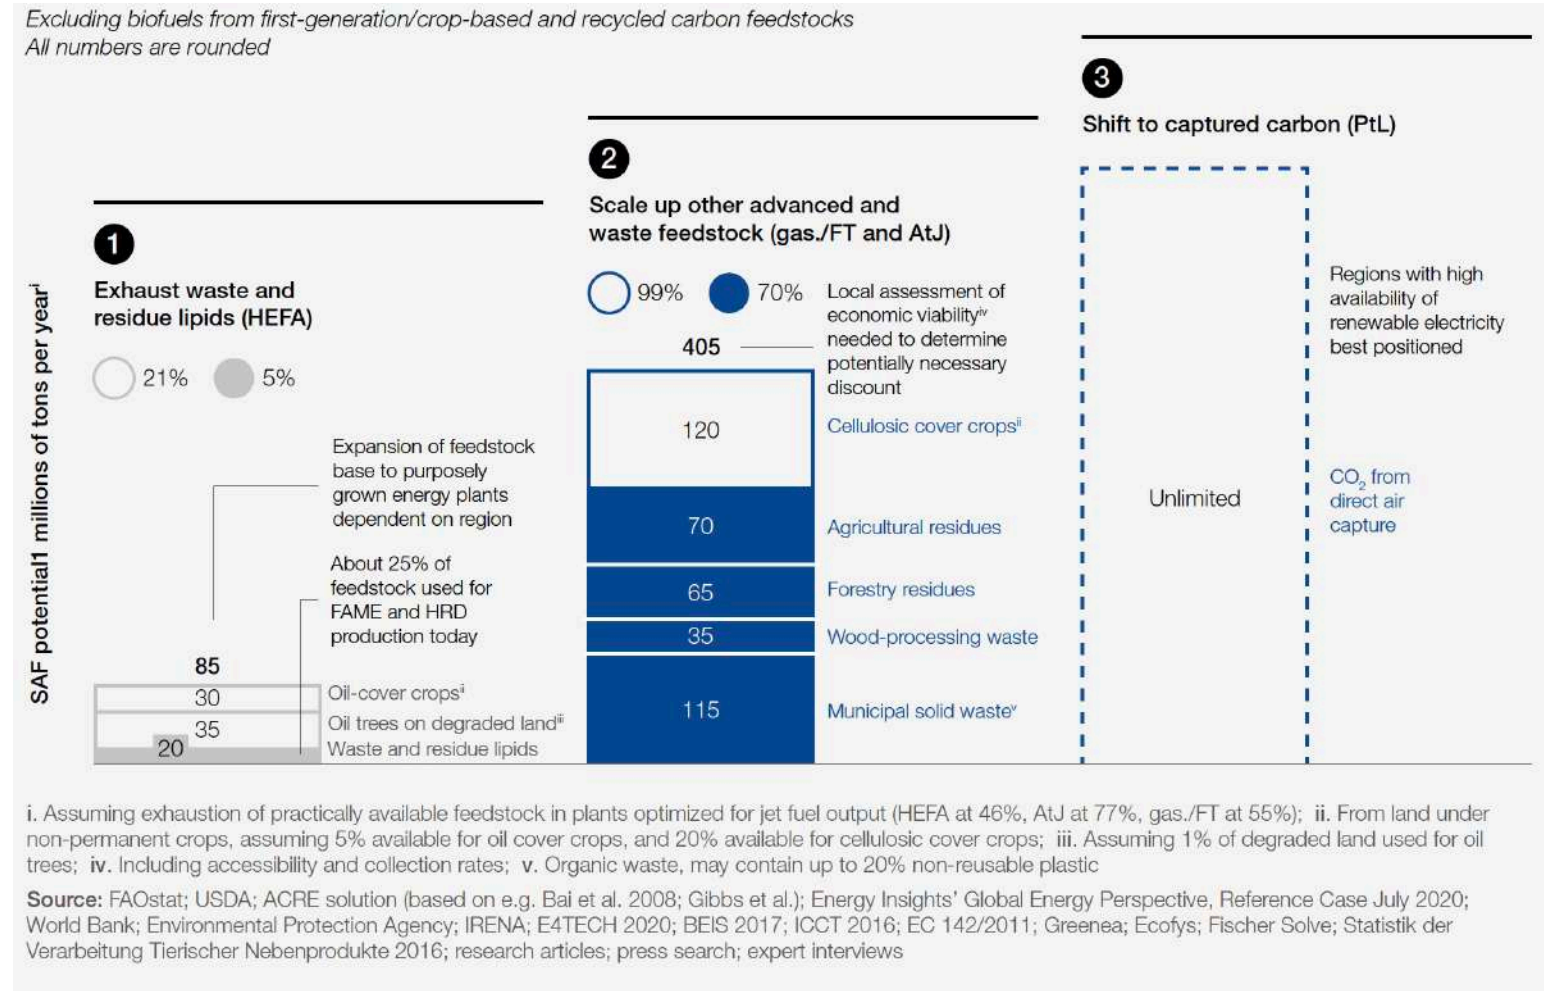 Excluding biofuels from first-generation/crop-based and recycled carbon feedstocks
All numbers are rounded
SAF potential1 millions of tons per yearⁱ
1
Exhaust waste and
residue lipids (HEFA)
21%
5%
Expansion of feedstock
base to purposely
grown energy plants
dependent on region
About 25% of
feedstock used for
FAME and HRD
production today
85
30
Oil-cover cropsⁱⁱ
35
Oil trees on degraded landⁱⁱⁱ
20
Waste and residue lipids
2
Scale up other advanced and
waste feedstock (gas./FT and AtJ)
99%
70%
Local assessment of
economic viabilityⁱᵛ
needed to determine
potentially necessary
discount
405
120
Cellulosic cover cropsⁱⁱ
70
Agricultural residues
65
Forestry residues
35
Wood-processing waste
115
Municipal solid wasteᵛ
3
Shift to captured carbon (PtL)
Regions with high
availability of
renewable electricity
best positioned
Unlimited
CO₂ from
direct air
capture
i. Assuming exhaustion of practically available feedstock in plants optimized for jet fuel output (HEFA at 46%, AtJ at 77%, gas./FT at 55%); ii. From land under
non-permanent crops, assuming 5% available for oil cover crops, and 20% available for cellulosic cover crops; iii. Assuming 1% of degraded land used for oil
trees; iv. Including accessibility and collection rates; v. Organic waste, may contain up to 20% non-reusable plastic
Source: FAOstat; USDA; ACRE solution (based on e.g. Bai et al. 2008; Gibbs et al.); Energy Insights' Global Energy Perspective, Reference Case July 2020;
World Bank; Environmental Protection Agency; IRENA; E4TECH 2020; BEIS 2017; ICCT 2016; EC 142/2011; Greenea; Ecofys; Fischer Solve; Statistik der
Verarbeitung Tierischer Nebenprodukte 2016; research articles; press search; expert interviews